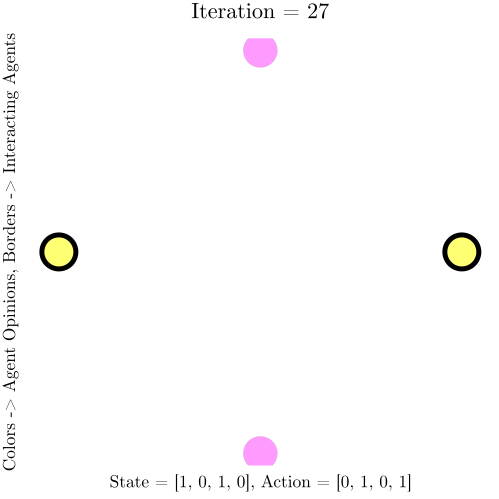 Iteration = 27
Colors -> Agent Opinions, Borders -> Interacting Agents
State = [1, 0, 1, 0], Action = [0, 1, 0, 1]